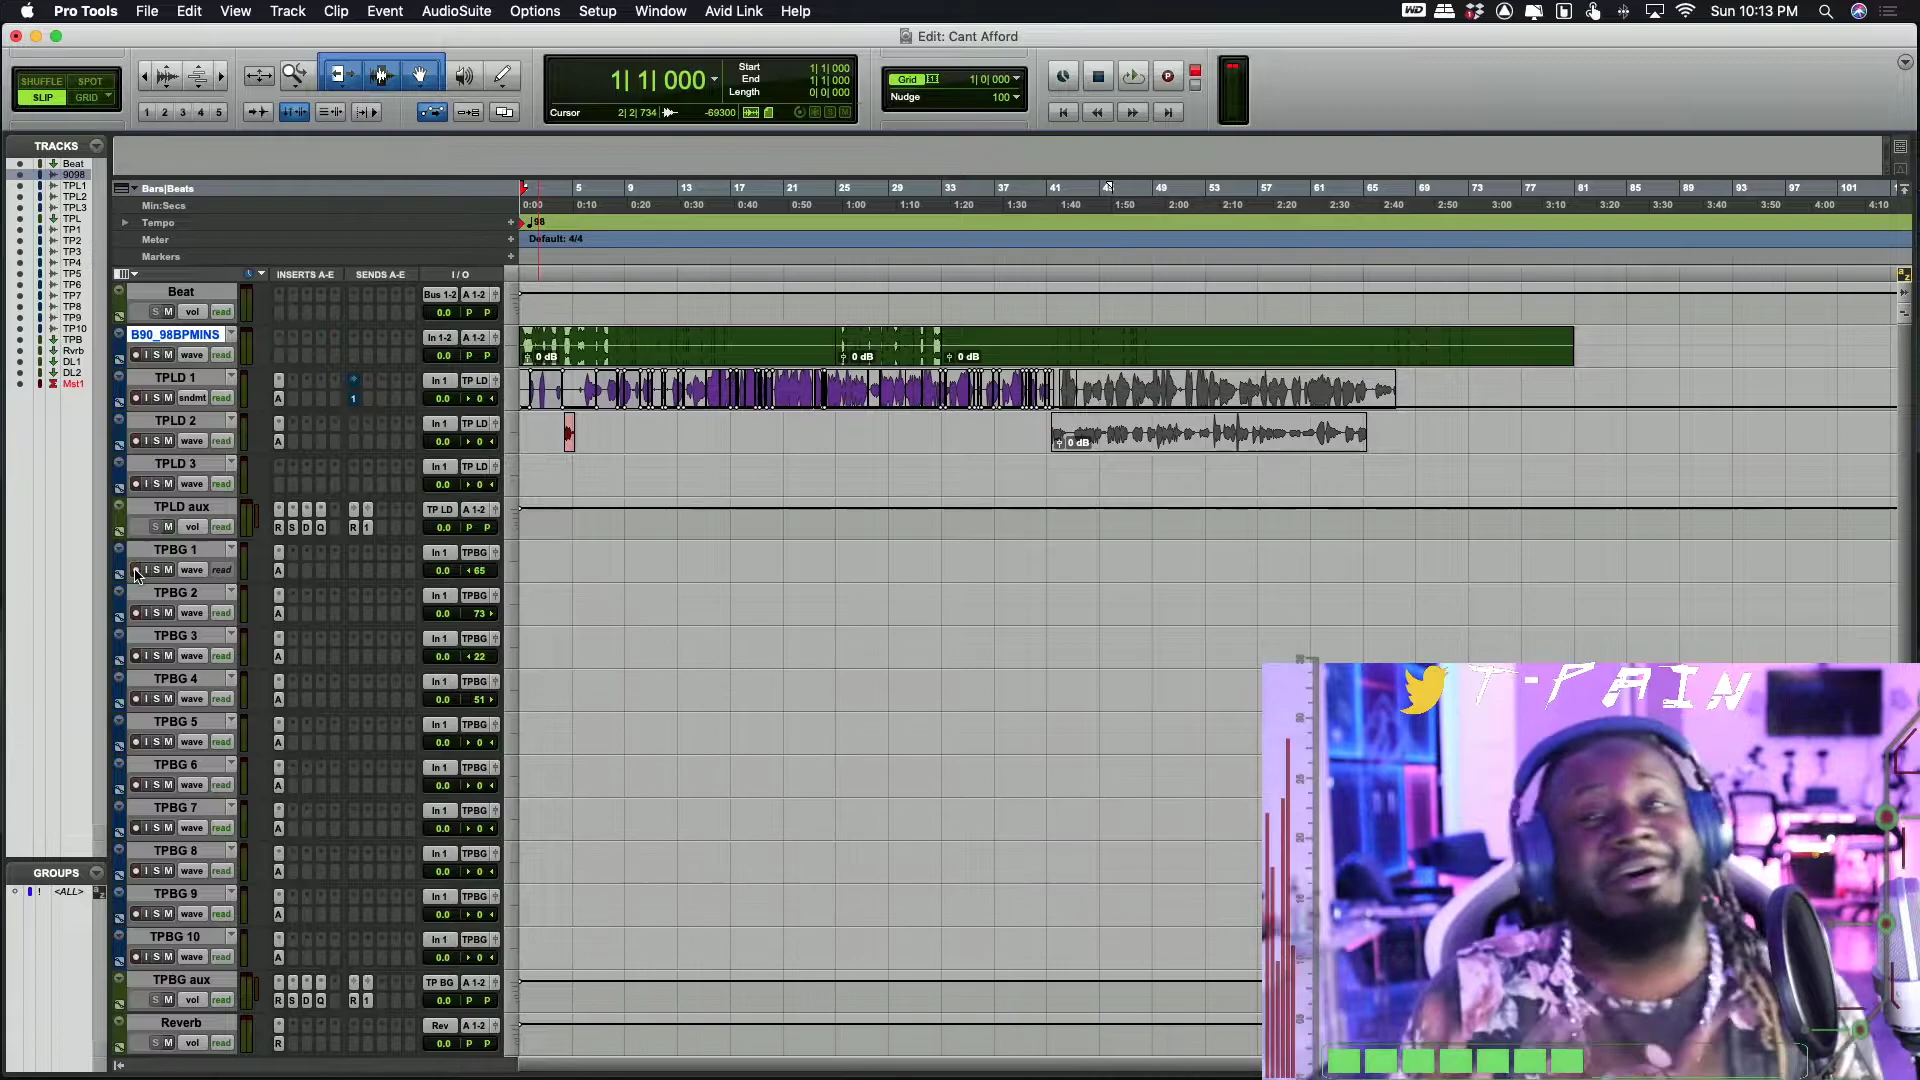 Pro Tools File Edit View Track Clip Event AudioSuite Options Setup Window Avid Link Help WD Sun 10:13 PM
Edit: Cant Afford
SHUFFLE SPOT
SLIP GRID
1 2 3 4 5
1| 1| 000
Start 1| 1| 000
End 1| 1| 000
Length 0| 0| 000
Cursor 2| 2| 734 -69300
Grid 1| 0| 000
Nudge 100
TRACKS
Beat
9098
TPL1
TPL2
TPL3
TPL
TP1
TP2
TP3
TP4
TP5
TP6
TP7
TP8
TP9
TP10
TPB
Rvrb
DL1
DL2
Mst1
GROUPS
! <ALL>
Bars|Beats 5 9 13 17 21 25 29 33 37 41 49 53 57 61 65 69 73 77 81 85 89 93 97 101
Min:Secs 0:00 0:10 0:20 0:30 0:40 0:50 1:00 1:10 1:20 1:30 1:40 1:50 2:00 2:10 2:20 2:30 2:40 2:50 3:00 3:10 3:20 3:30 3:40 3:50 4:00 4:10
Tempo + 98
Meter + Default: 4/4
Markers +
INSERTS A-E SENDS A-E I / O
Beat Bus 1-2 A 1-2
S M vol read 0.0 P P
B90_98BPMINS In 1-2 A 1-2
I S M wave read 0.0 P P
0 dB 0 dB 0 dB
TPLD 1 In 1 TP LD
I S M sndmt read A 1 0.0 0
TPLD 2 In 1 TP LD
I S M wave read A 0.0 0
0 dB
TPLD 3 In 1 TP LD
I S M wave read 0.0 0
TPLD aux TP LD A 1-2
S M vol read R S D Q R 1 0.0 P P
TPBG 1 In 1 TPBG
I S M wave read A 0.0 65
TPBG 2 In 1 TPBG
I S M wave read A 0.0 73
TPBG 3 In 1 TPBG
I S M wave read A 0.0 22
TPBG 4 In 1 TPBG
I S M wave read A 0.0 51
TPBG 5 In 1 TPBG
I S M wave read A 0.0 0
TPBG 6 In 1 TPBG
I S M wave read A 0.0 0
TPBG 7 In 1 TPBG
I S M wave read A 0.0 0
TPBG 8 In 1 TPBG
I S M wave read A 0.0 0
TPBG 9 In 1 TPBG
I S M wave read A 0.0 0
TPBG 10 In 1 TPBG
I S M wave read A 0.0 0
TPBG aux TP BG A 1-2
S M vol read R S D Q R 1 0.0 P P
Reverb Rev A 1-2
S M vol read R 0.0 P P
T-PAIN